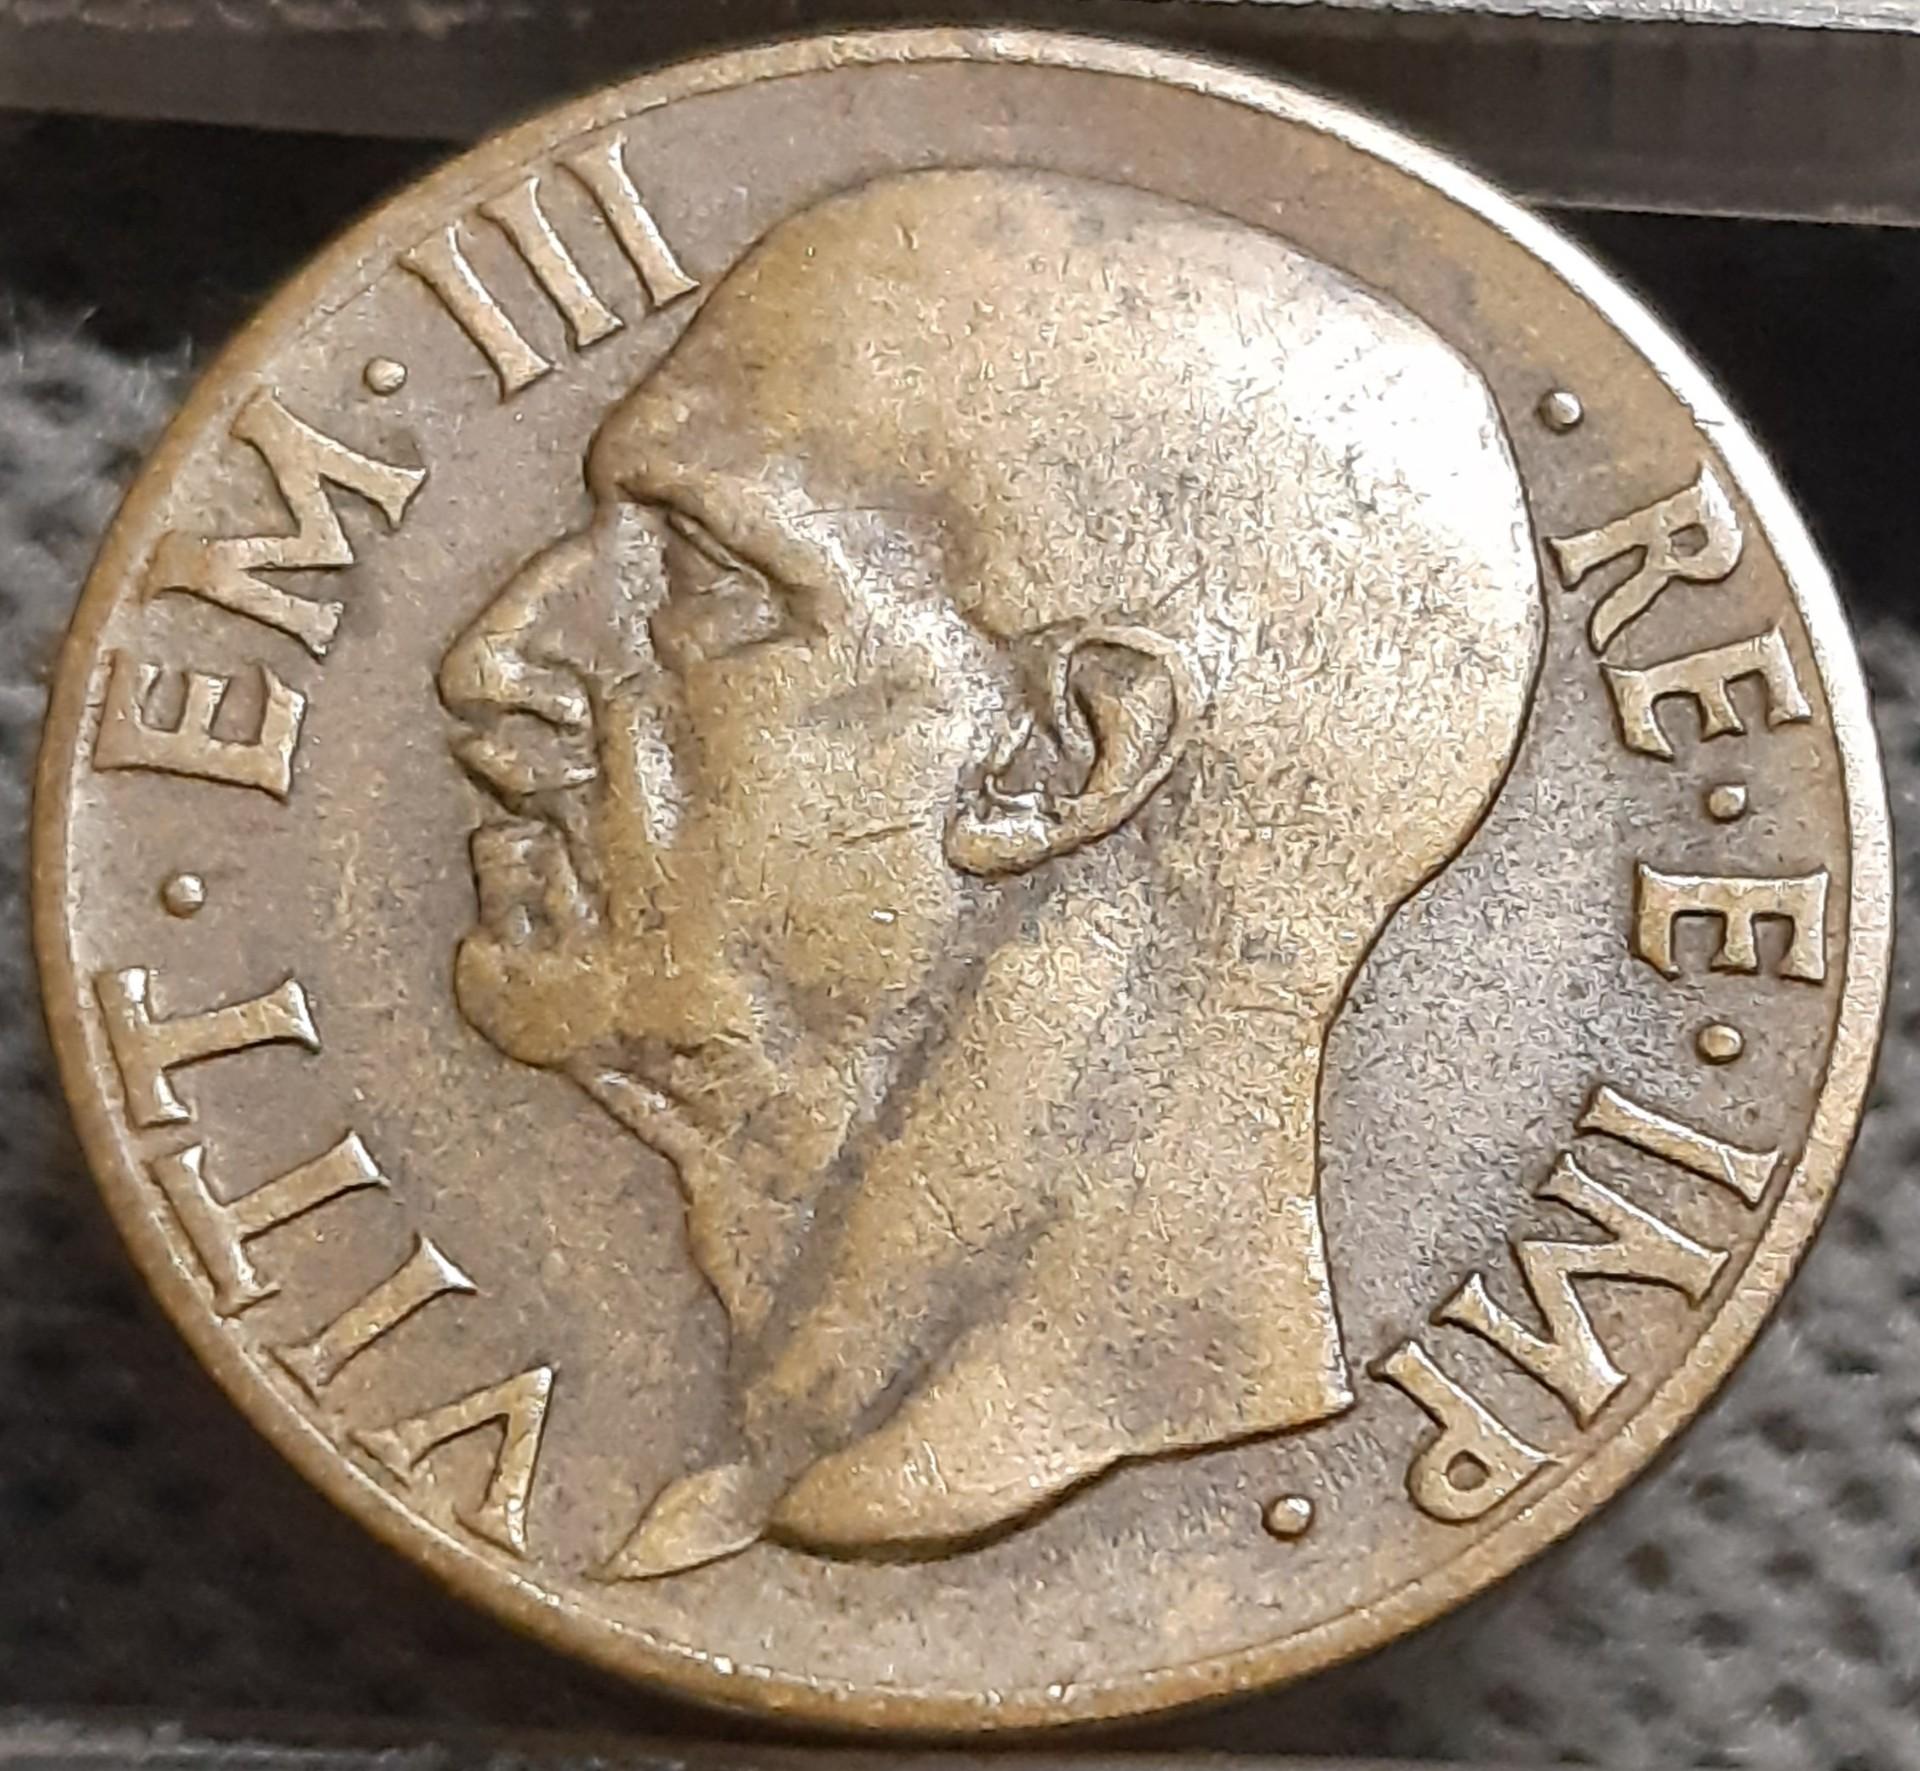 VITT·EM·III · RE·E·IMP ·